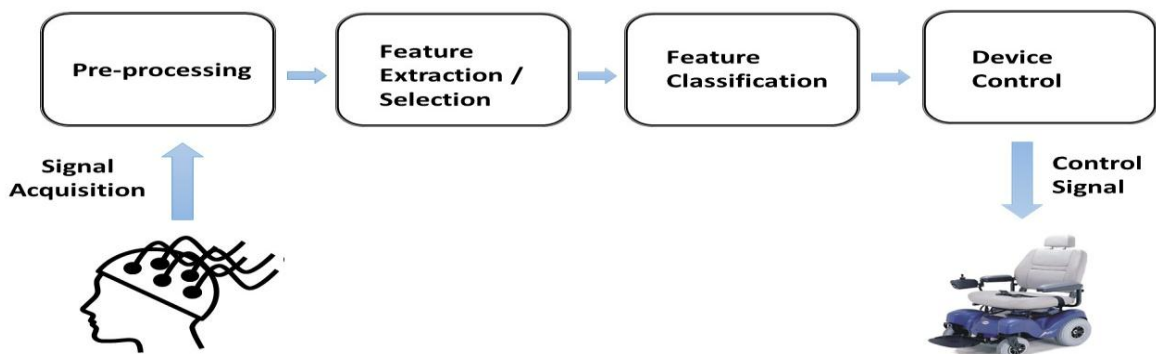 Pre-processing
Feature
Extraction /
Selection
Feature
Classification
Device
Control
Signal
Acquisition
Control
Signal